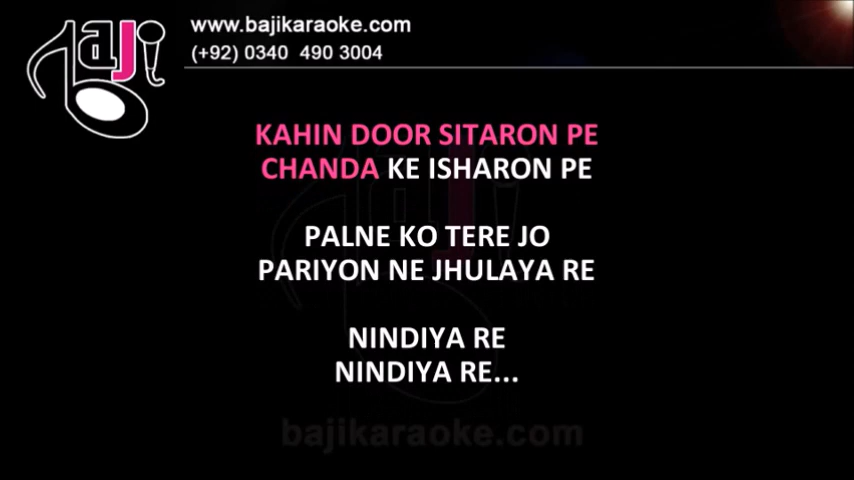 BAJI
www.bajikaraoke.com
(+92) 0340 490 3004
KAHIN DOOR SITARON PE
CHANDA KE ISHARON PE
PALNE KO TERE JO
PARIYON NE JHULAYA RE
NINDIYA RE
NINDIYA RE...
bajikaraoke.com